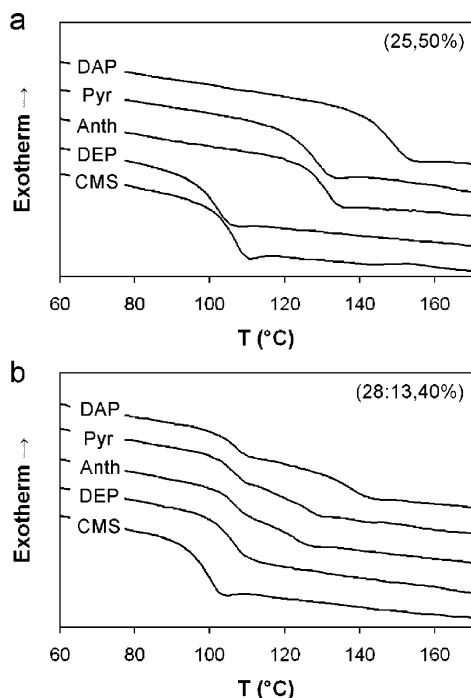 a
(25,50%)
DAP
Pyr
Anth
DEP
CMS
Exotherm →
60 80 100 120 140 160
T (°C)
b
(28:13,40%)
DAP
Pyr
Anth
DEP
CMS
Exotherm →
60 80 100 120 140 160
T (°C)